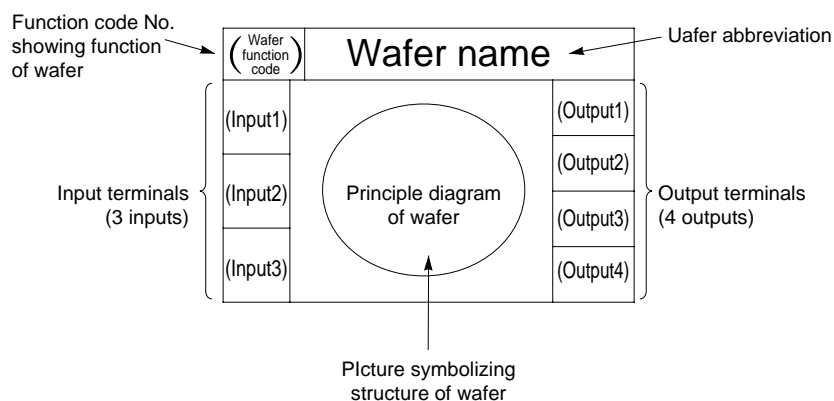 Function code No.
showing function
of wafer
(Wafer
function
code)
Wafer name
Uafer abbreviation
(Input1)
(Input2)
(Input3)
Input terminals
(3 inputs)
Principle diagram
of wafer
(Output1)
(Output2)
(Output3)
(Output4)
Output terminals
(4 outputs)
PIcture symbolizing
structure of wafer